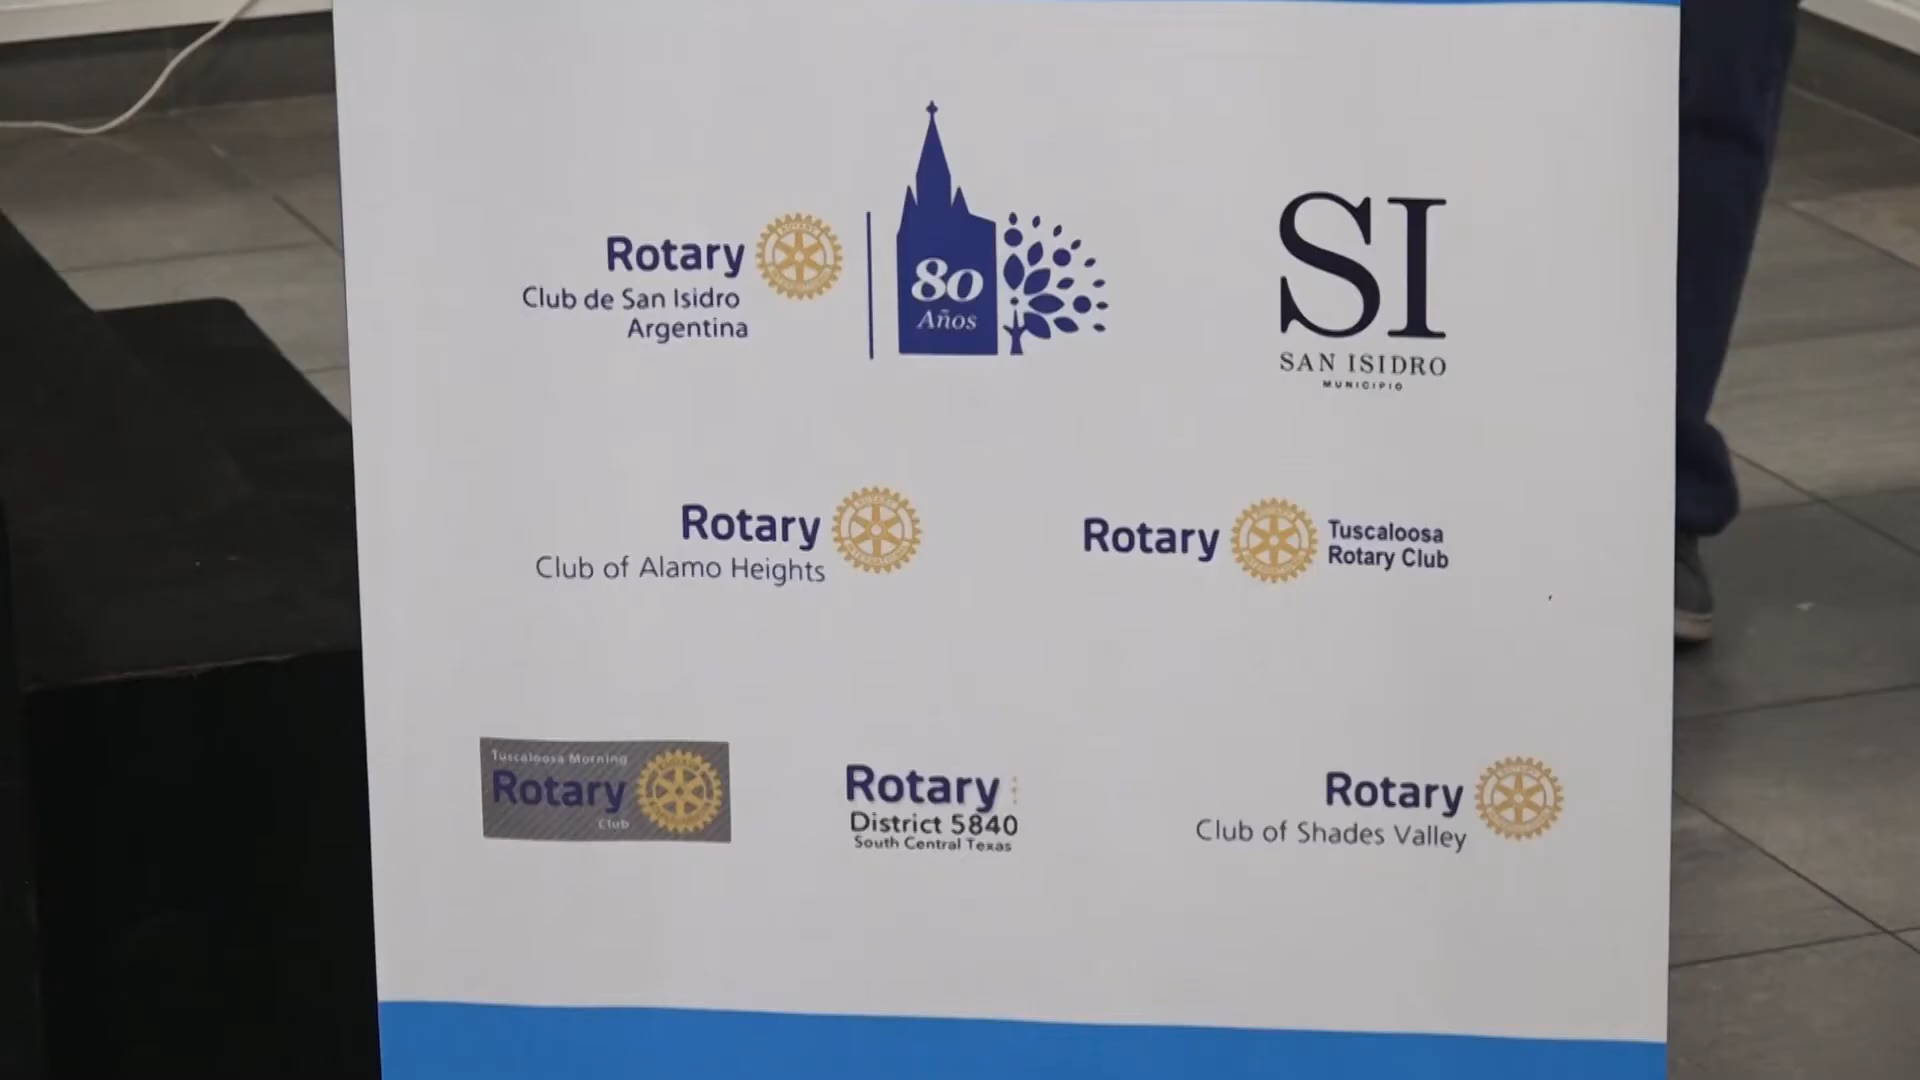 Rotary
Club de San Isidro
Argentina
80
Años
SI
SAN ISIDRO
MUNICIPIO
Rotary
Club of Alamo Heights
Rotary
Tuscaloosa
Rotary Club
Tuscaloosa Morning
Rotary
Club
Rotary
District 5840
South Central Texas
Rotary
Club of Shades Valley